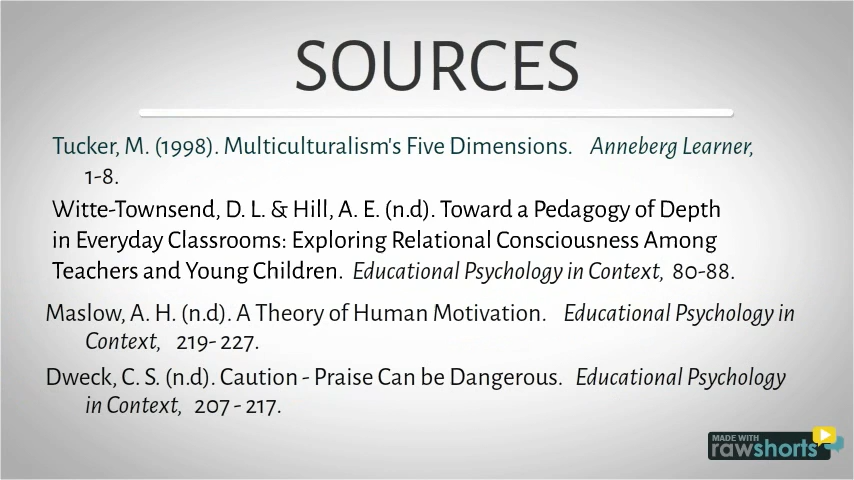 SOURCES
Tucker, M. (1998). Multiculturalism's Five Dimensions. Anneberg Learner,
1-8.
Witte-Townsend, D. L. & Hill, A. E. (n.d). Toward a Pedagogy of Depth
in Everyday Classrooms: Exploring Relational Consciousness Among
Teachers and Young Children. Educational Psychology in Context, 80-88.
Maslow, A. H. (n.d). A Theory of Human Motivation. Educational Psychology in
Context, 219- 227.
Dweck, C. S. (n.d). Caution - Praise Can be Dangerous. Educational Psychology
in Context, 207 - 217.
MADE WITH
rawshorts